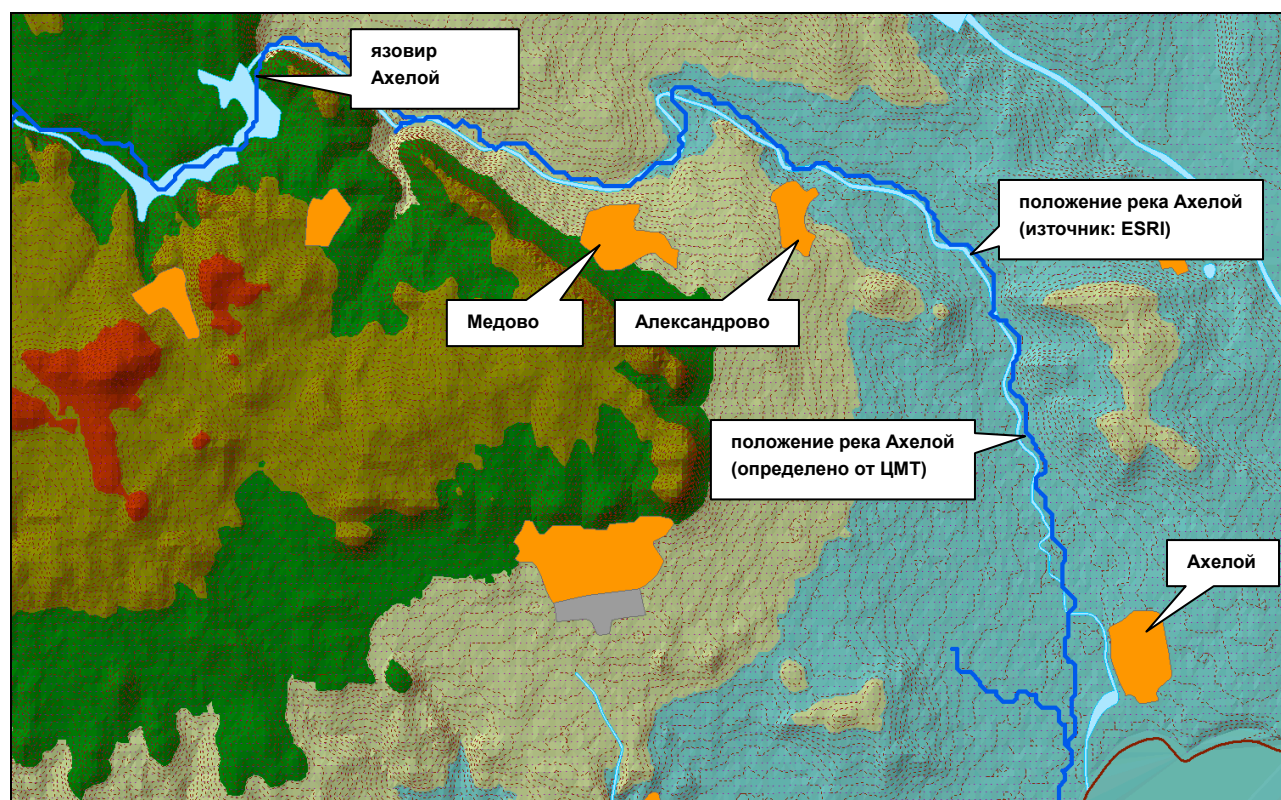 язовир
Ахелой
положение река Ахелой
(източник: ESRI)
Медово
Александрово
положение река Ахелой
(определено от ЦМТ)
Ахелой